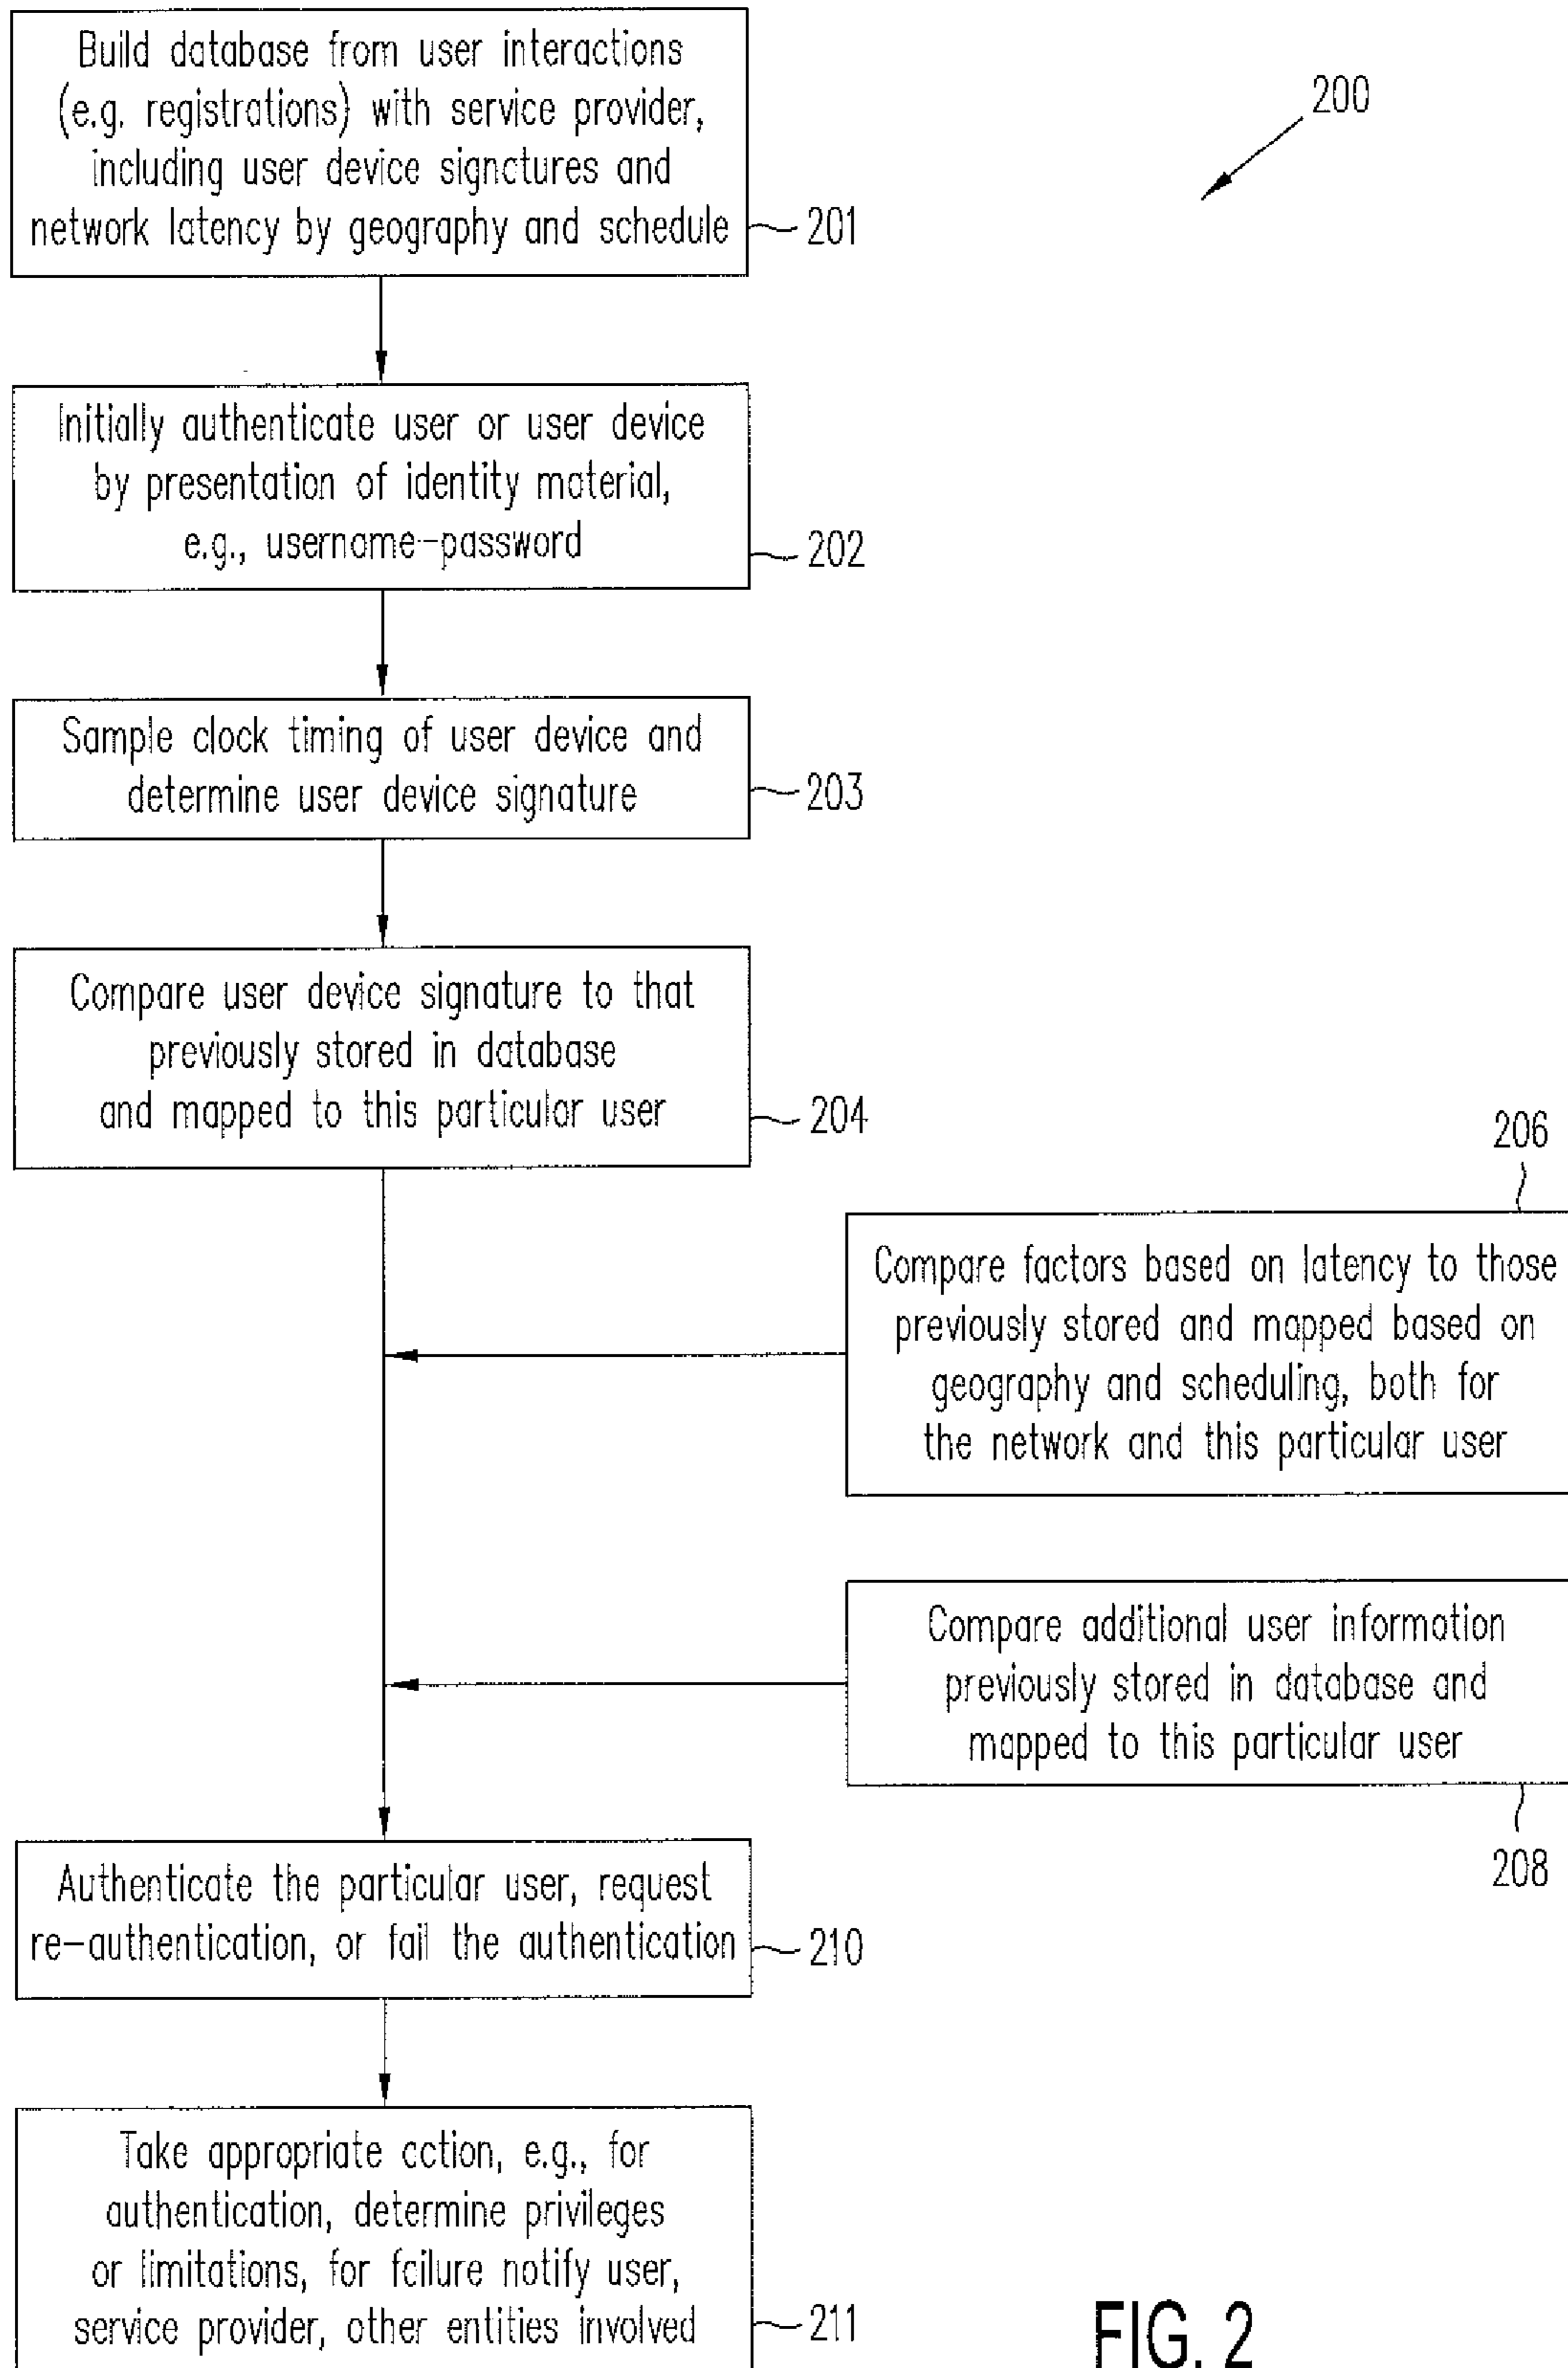 Build database from user interactions
(e.g. registrations) with service provider,
including user device signctures and
network latency by geography and schedule
201
200
Initially authenticate user or user device
by presentation of identity material,
e.g., username-password
202
Sample clock timing of user device and
determine user device signature
203
Compare user device signature to that
previously stored in database
and mapped to this particular user
204
206
Compare factors based on latency to those
previously stored and mapped based on
geography and scheduling, both for
the network and this particular user
Compare additional user information
previously stored in database and
mapped to this particular user
208
Authenticate the particular user, request
re-authentication, or fail the authentication
210
Take appropriate cction, e.g., for
authentication, determine privileges
or limitations, for failure notify user,
service provider, other entities involved
211
FIG. 2